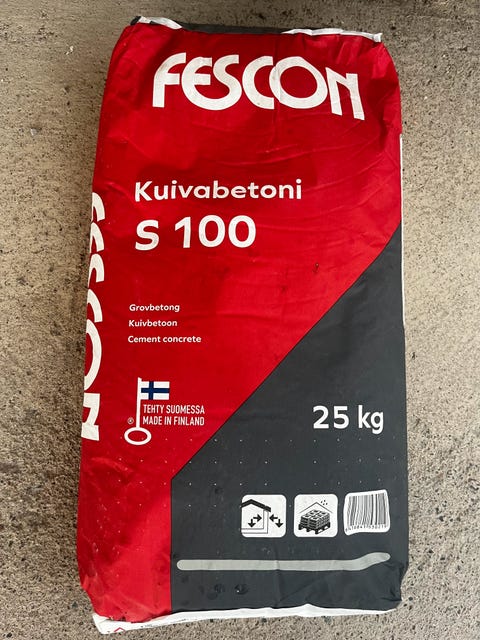 FESCON
Kuivabetoni
S 100
FESCON
Grovbetong
Kuivbetoon
Cement concrete
TEHTY SUOMESSA
® MADE IN FINLAND
25 kg